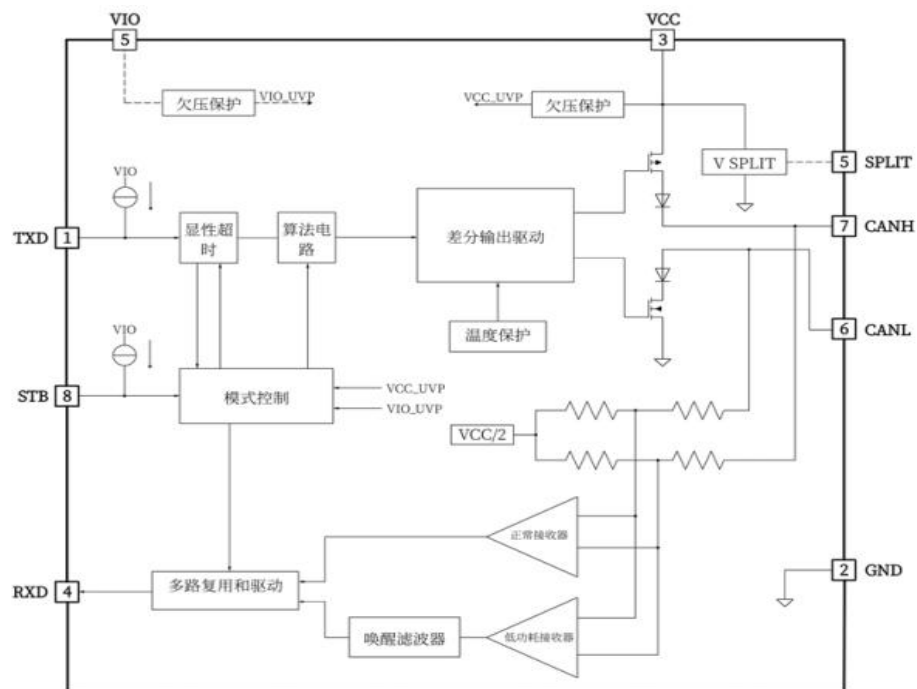 VIO
5
VCC
3
欠压保护
VIO_UVP
VCC_UVP
欠压保护
V SPLIT
5
SPLIT
VIO
TXD
1
显性超
时
算法电
路
差分输出驱动
7
CANH
温度保护
6
CANL
VIO
STB
8
模式控制
VCC_UVP
VIO_UVP
VCC/2
正常接收器
RXD
4
多路复用和驱动
2
GND
唤醒滤波器
低功耗接收器